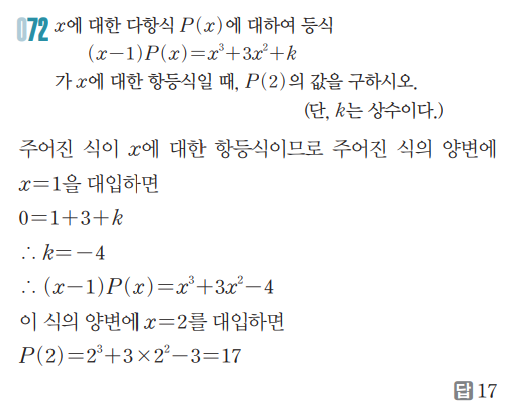 072 x에 대한 다항식 P(x)에 대하여 등식
(x-1)P(x)=x³+3x²+k
가 x에 대한 항등식일 때, P(2)의 값을 구하시오.
(단, k는 상수이다.)
주어진 식이 x에 대한 항등식이므로 주어진 식의 양변에
x=1을 대입하면
0=1+3+k
∴ k=-4
∴ (x-1)P(x)=x³+3x²-4
이 식의 양변에 x=2를 대입하면
P(2)=2³+3×2²-3=17
답 17